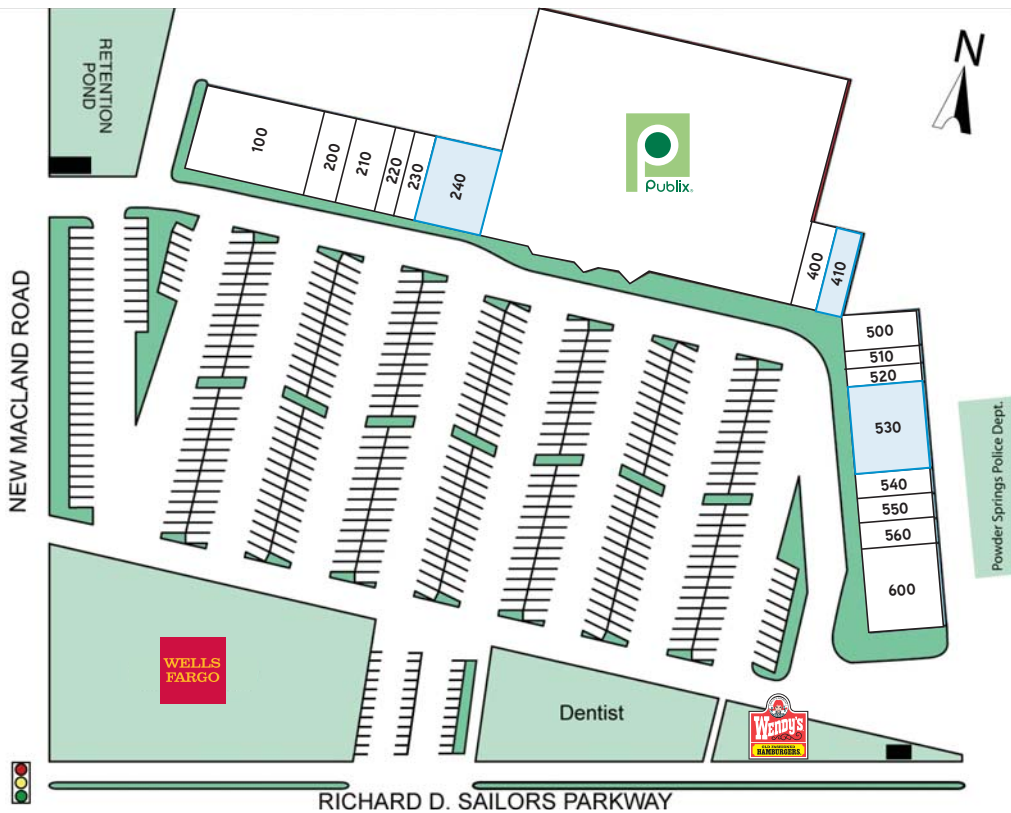 RETENTION
POND
N
100
200
210
220
230
240
Publix.
400
410
500
510
520
530
540
550
560
600
Powder Springs Police Dept.
NEW MACLAND ROAD
WELLS
FARGO
Dentist
WENDY'S
OLD FASHIONED
HAMBURGERS
RICHARD D. SAILORS PARKWAY